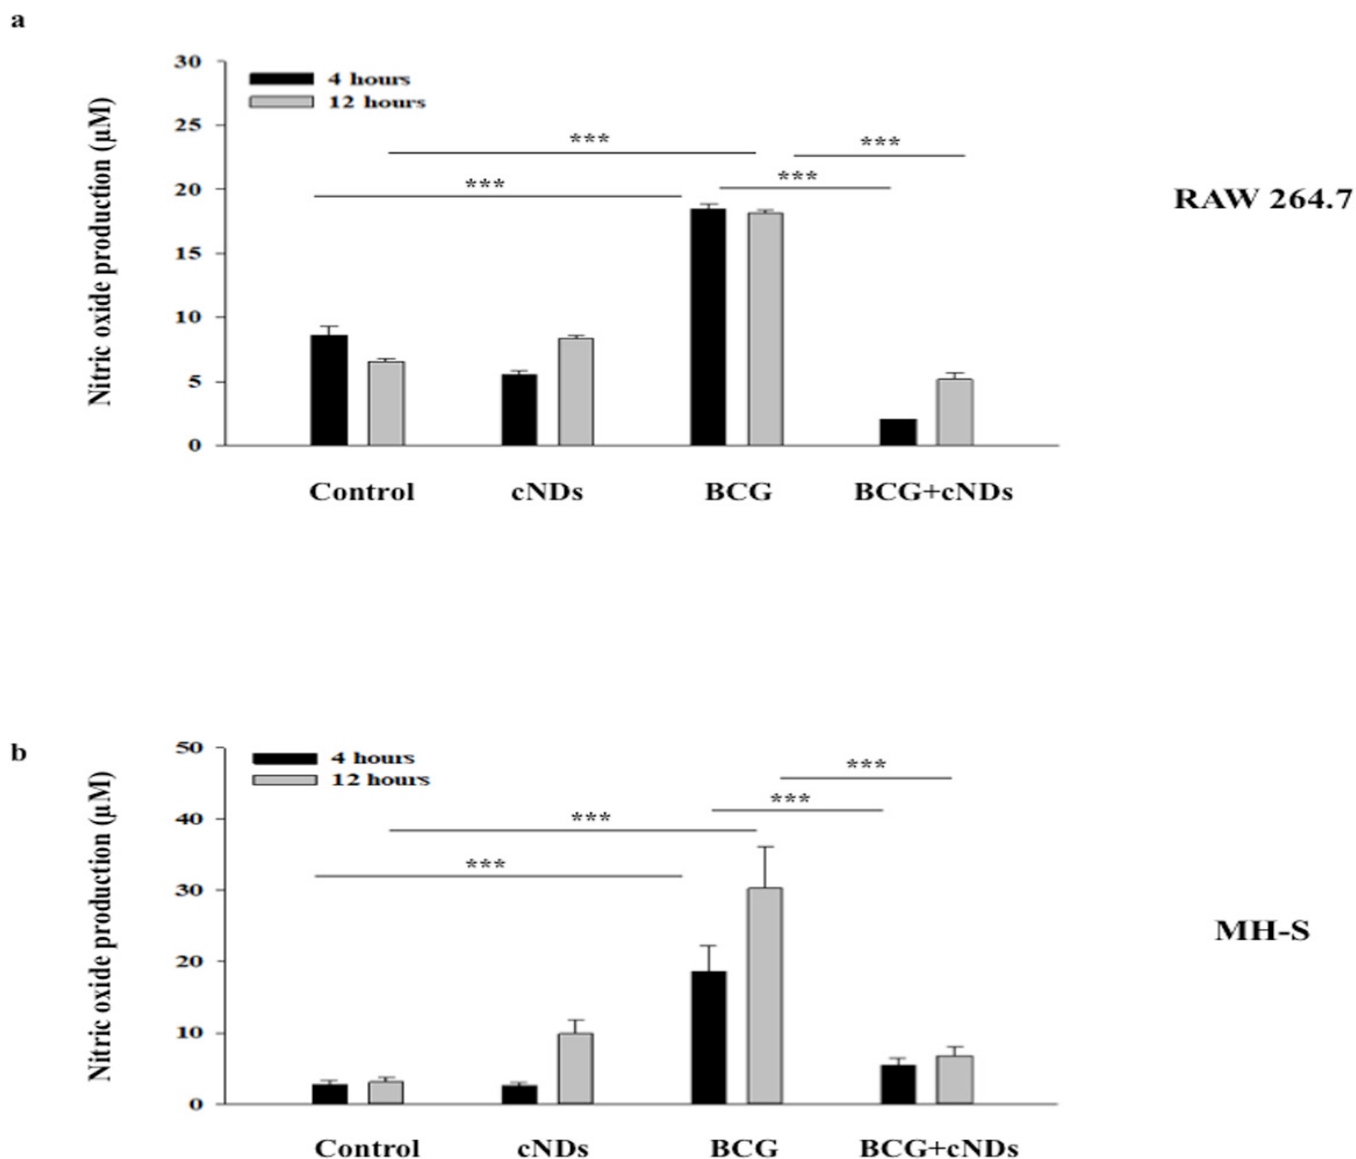 a
30
25
20
15
10
5
0
Nitric oxide production (µM)
4 hours
12 hours
***
***
***
***
Control
cNDs
BCG
BCG+cNDs
RAW 264.7
b
50
40
30
20
10
0
Nitric oxide production (µM)
4 hours
12 hours
***
***
***
***
Control
cNDs
BCG
BCG+cNDs
MH-S